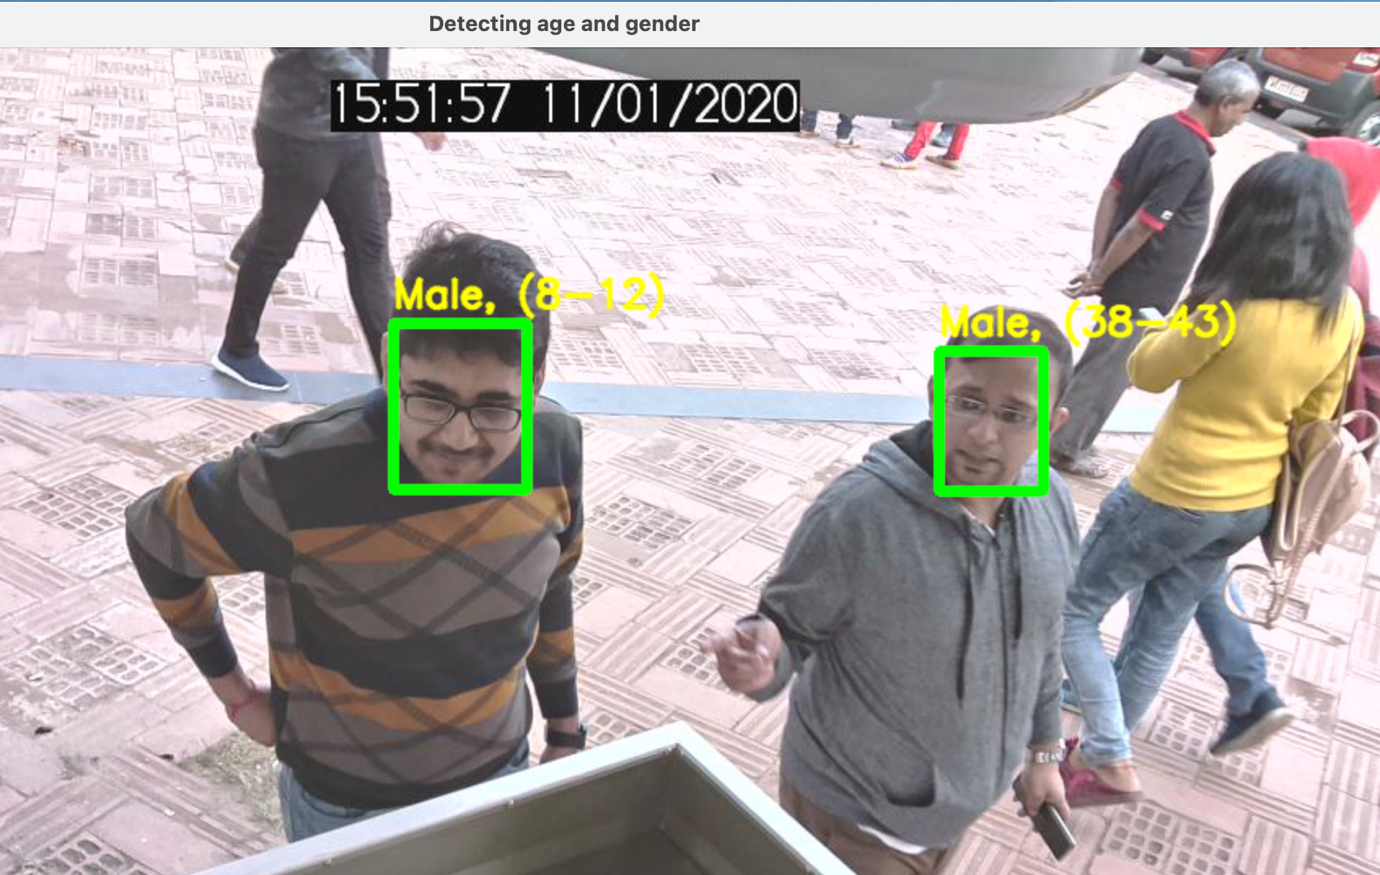 Detecting age and gender
15:51:57 11/01/2020
Male, (8-12)
Male, (38-43)